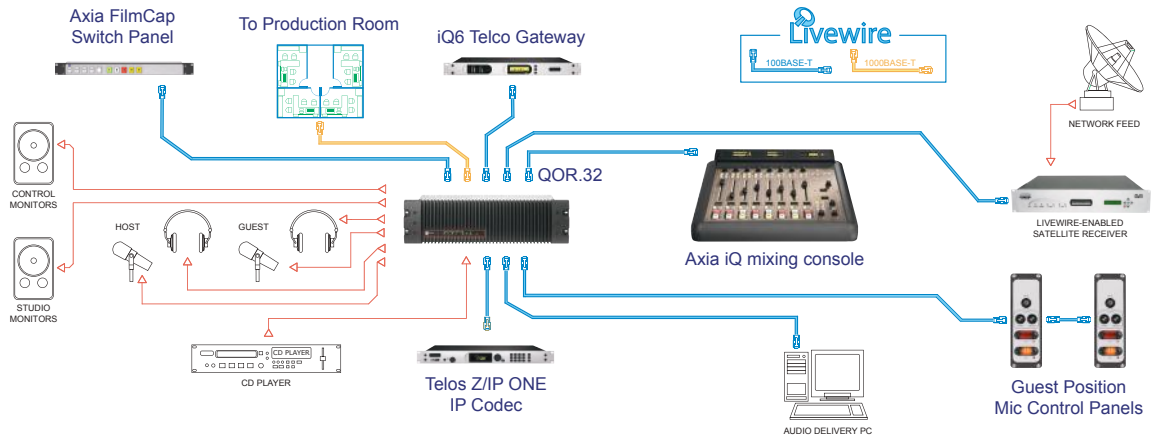 Axia FilmCap
Switch Panel
To Production Room
iQ6 Telco Gateway
Livewire
100BASE-T
1000BASE-T
NETWORK FEED
CONTROL
MONITORS
HOST
GUEST
QOR.32
Axia iQ mixing console
LIVEWIRE-ENABLED
SATELLITE RECEIVER
STUDIO
MONITORS
CD PLAYER
CD PLAYER
Telos Z/IP ONE
IP Codec
AUDIO DELIVERY PC
Guest Position
Mic Control Panels